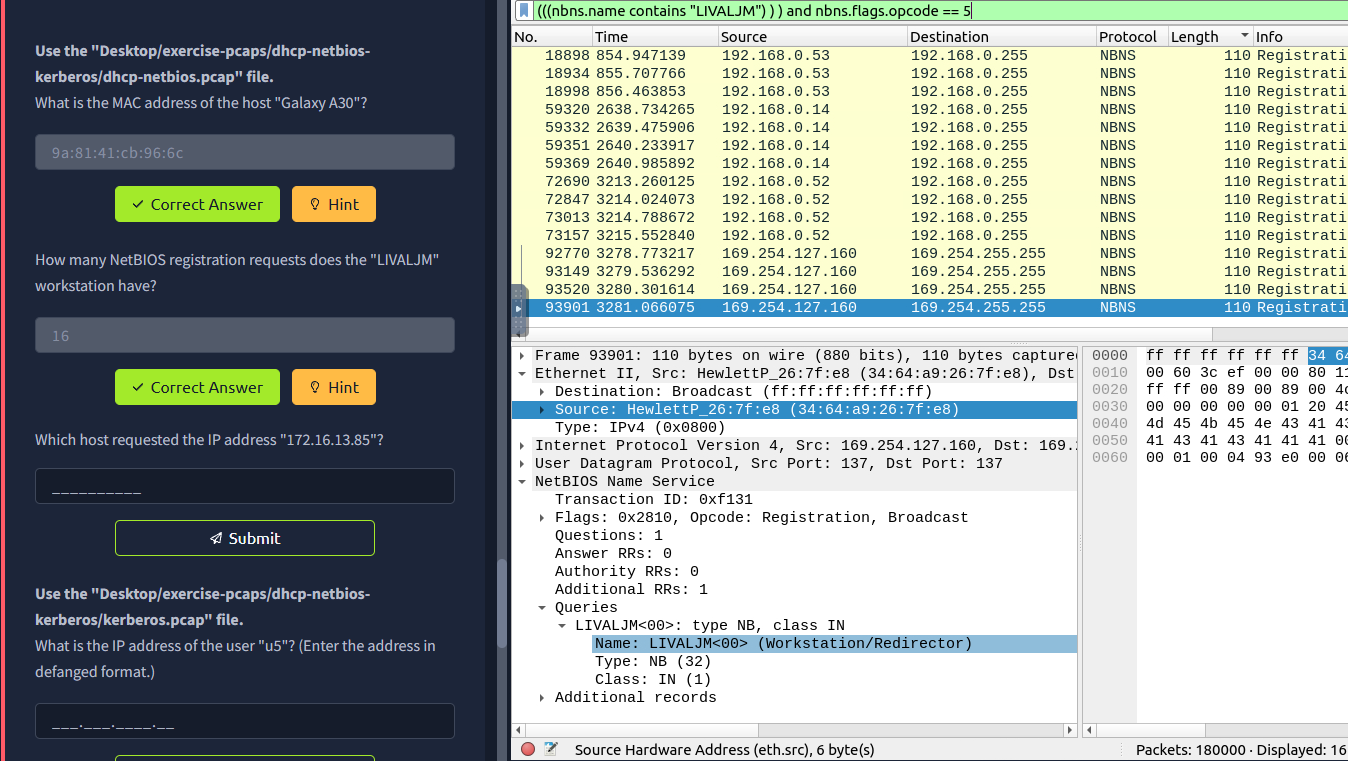 Use the "Desktop/exercise-pcaps/dhcp-netbios-
kerberos/dhcp-netbios.pcap" file.
What is the MAC address of the host "Galaxy A30"?
9a:81:41:cb:96:6c
Correct Answer
Hint
How many NetBIOS registration requests does the "LIVALJM"
workstation have?
16
Correct Answer
Hint
Which host requested the IP address "172.16.13.85"?
__________
Submit
Use the "Desktop/exercise-pcaps/dhcp-netbios-
kerberos/kerberos.pcap" file.
What is the IP address of the user "u5"? (Enter the address in
defanged format.)
___.___.____.__
(((nbns.name contains "LIVALJM") ) ) and nbns.flags.opcode == 5
No. Time Source Destination Protocol Length Info
18898 854.947139 192.168.0.53 192.168.0.255 NBNS 110 Registrati
18934 855.707766 192.168.0.53 192.168.0.255 NBNS 110 Registrati
18998 856.463853 192.168.0.53 192.168.0.255 NBNS 110 Registrati
59320 2638.734265 192.168.0.14 192.168.0.255 NBNS 110 Registrati
59332 2639.475906 192.168.0.14 192.168.0.255 NBNS 110 Registrati
59351 2640.233917 192.168.0.14 192.168.0.255 NBNS 110 Registrati
59369 2640.985892 192.168.0.14 192.168.0.255 NBNS 110 Registrati
72690 3213.260125 192.168.0.52 192.168.0.255 NBNS 110 Registrati
72847 3214.024073 192.168.0.52 192.168.0.255 NBNS 110 Registrati
73013 3214.788672 192.168.0.52 192.168.0.255 NBNS 110 Registrati
73157 3215.552840 192.168.0.52 192.168.0.255 NBNS 110 Registrati
92770 3278.773217 169.254.127.160 169.254.255.255 NBNS 110 Registrati
93149 3279.536292 169.254.127.160 169.254.255.255 NBNS 110 Registrati
93520 3280.301614 169.254.127.160 169.254.255.255 NBNS 110 Registrati
93901 3281.066075 169.254.127.160 169.254.255.255 NBNS 110 Registrati
Frame 93901: 110 bytes on wire (880 bits), 110 bytes capture
Ethernet II, Src: HewlettP_26:7f:e8 (34:64:a9:26:7f:e8), Dst
Destination: Broadcast (ff:ff:ff:ff:ff:ff)
Source: HewlettP_26:7f:e8 (34:64:a9:26:7f:e8)
Type: IPv4 (0x0800)
Internet Protocol Version 4, Src: 169.254.127.160, Dst: 169.
User Datagram Protocol, Src Port: 137, Dst Port: 137
NetBIOS Name Service
Transaction ID: 0xf131
Flags: 0x2810, Opcode: Registration, Broadcast
Questions: 1
Answer RRs: 0
Authority RRs: 0
Additional RRs: 1
Queries
LIVALJM<00>: type NB, class IN
Name: LIVALJM<00> (Workstation/Redirector)
Type: NB (32)
Class: IN (1)
Additional records
0000 ff ff ff ff ff ff 34 64
0010 00 60 3c ef 00 00 80 11
0020 ff ff 00 89 00 89 00 4c
0030 00 00 00 00 00 01 20 45
0040 4d 45 4b 45 4e 43 41 43
0050 41 43 41 43 41 41 41 00
0060 00 01 00 04 93 e0 00 06
Source Hardware Address (eth.src), 6 byte(s)
Packets: 180000 · Displayed: 16